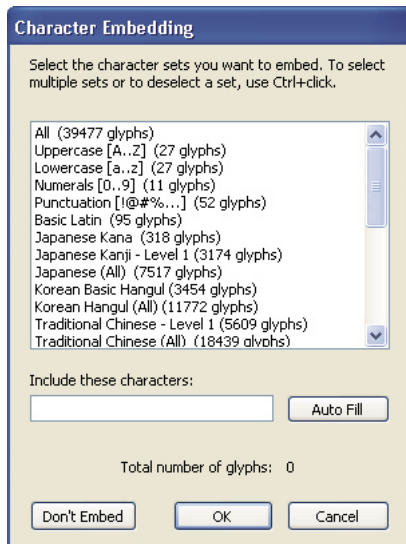 Character Embedding
Select the character sets you want to embed. To select
multiple sets or to deselect a set, use Ctrl+click.
All (39477 glyphs)
Uppercase [A..Z] (27 glyphs)
Lowercase [a..z] (27 glyphs)
Numerals [0..9] (11 glyphs)
Punctuation [!@#%...] (52 glyphs)
Basic Latin (95 glyphs)
Japanese Kana (318 glyphs)
Japanese Kanji - Level 1 (3174 glyphs)
Japanese (All) (7517 glyphs)
Korean Basic Hangul (3454 glyphs)
Korean Hangul (All) (11772 glyphs)
Traditional Chinese - Level 1 (5609 glyphs)
Traditional Chinese (All) (18439 glyphs)
Include these characters:
Auto Fill
Total number of glyphs: 0
Don't Embed OK Cancel